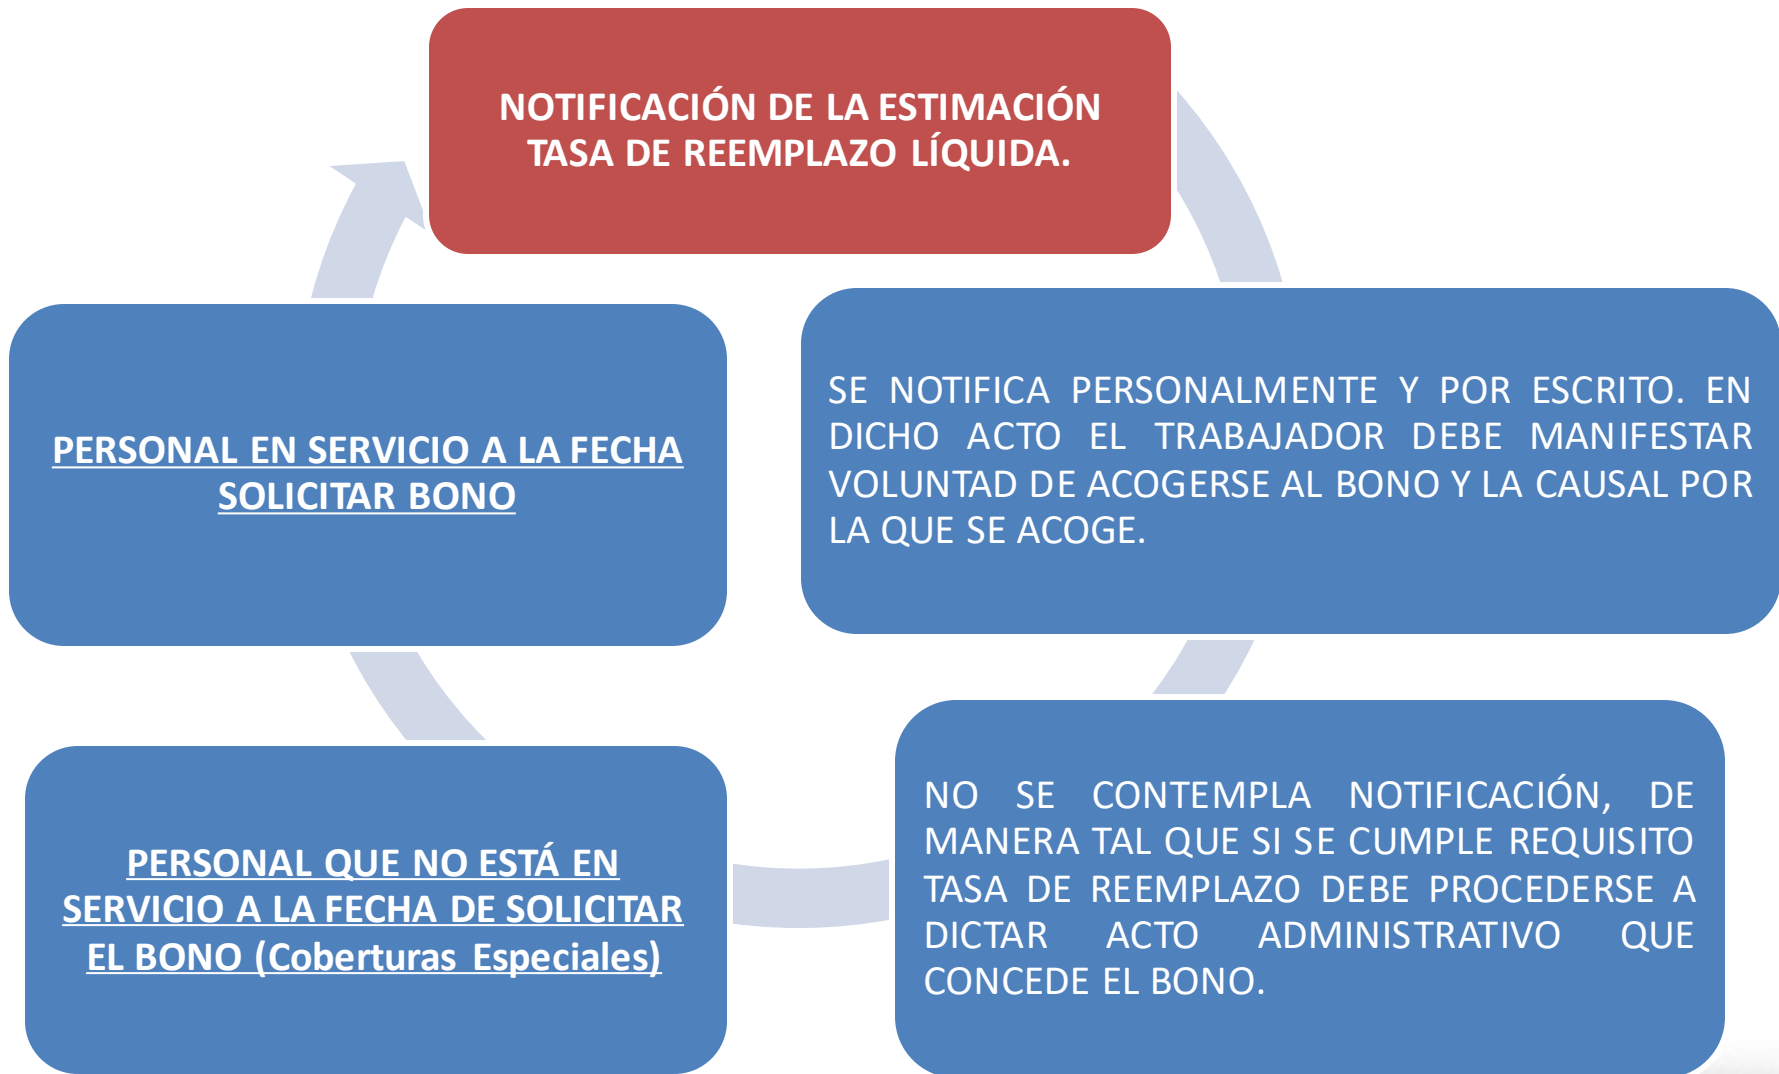 NOTIFICACIÓN DE LA ESTIMACIÓN
TASA DE REEMPLAZO LÍQUIDA.
PERSONAL EN SERVICIO A LA FECHA
SOLICITAR BONO
SE NOTIFICA PERSONALMENTE Y POR ESCRITO. EN
DICHO ACTO EL TRABAJADOR DEBE MANIFESTAR
VOLUNTAD DE ACOGERSE AL BONO Y LA CAUSAL POR
LA QUE SE ACOGE.
PERSONAL QUE NO ESTÁ EN
SERVICIO A LA FECHA DE SOLICITAR
EL BONO (Coberturas Especiales)
NO SE CONTEMPLA NOTIFICACIÓN, DE
MANERA TAL QUE SI SE CUMPLE REQUISITO
TASA DE REEMPLAZO DEBE PROCEDERSE A
DICTAR ACTO ADMINISTRATIVO QUE
CONCEDE EL BONO.